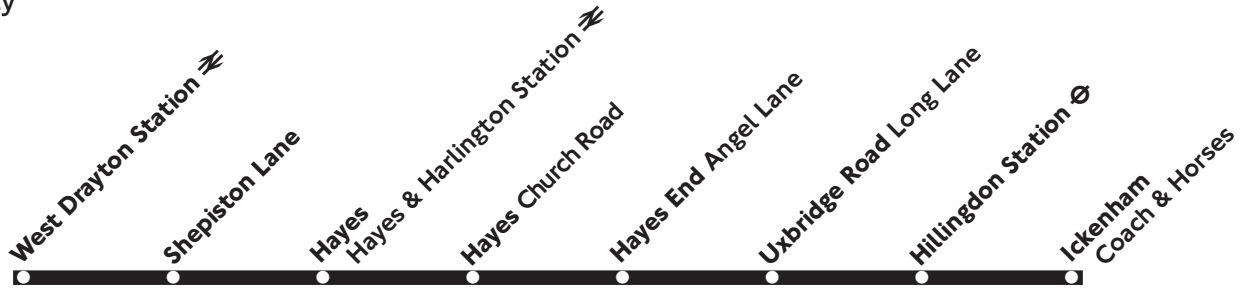 West Drayton Station
Shepiston Lane
Hayes
Hayes & Harlington Station
Hayes Church Road
Hayes End Angel Lane
Uxbridge Road Long Lane
Hillingdon Station
Ickenham
Coach & Horses